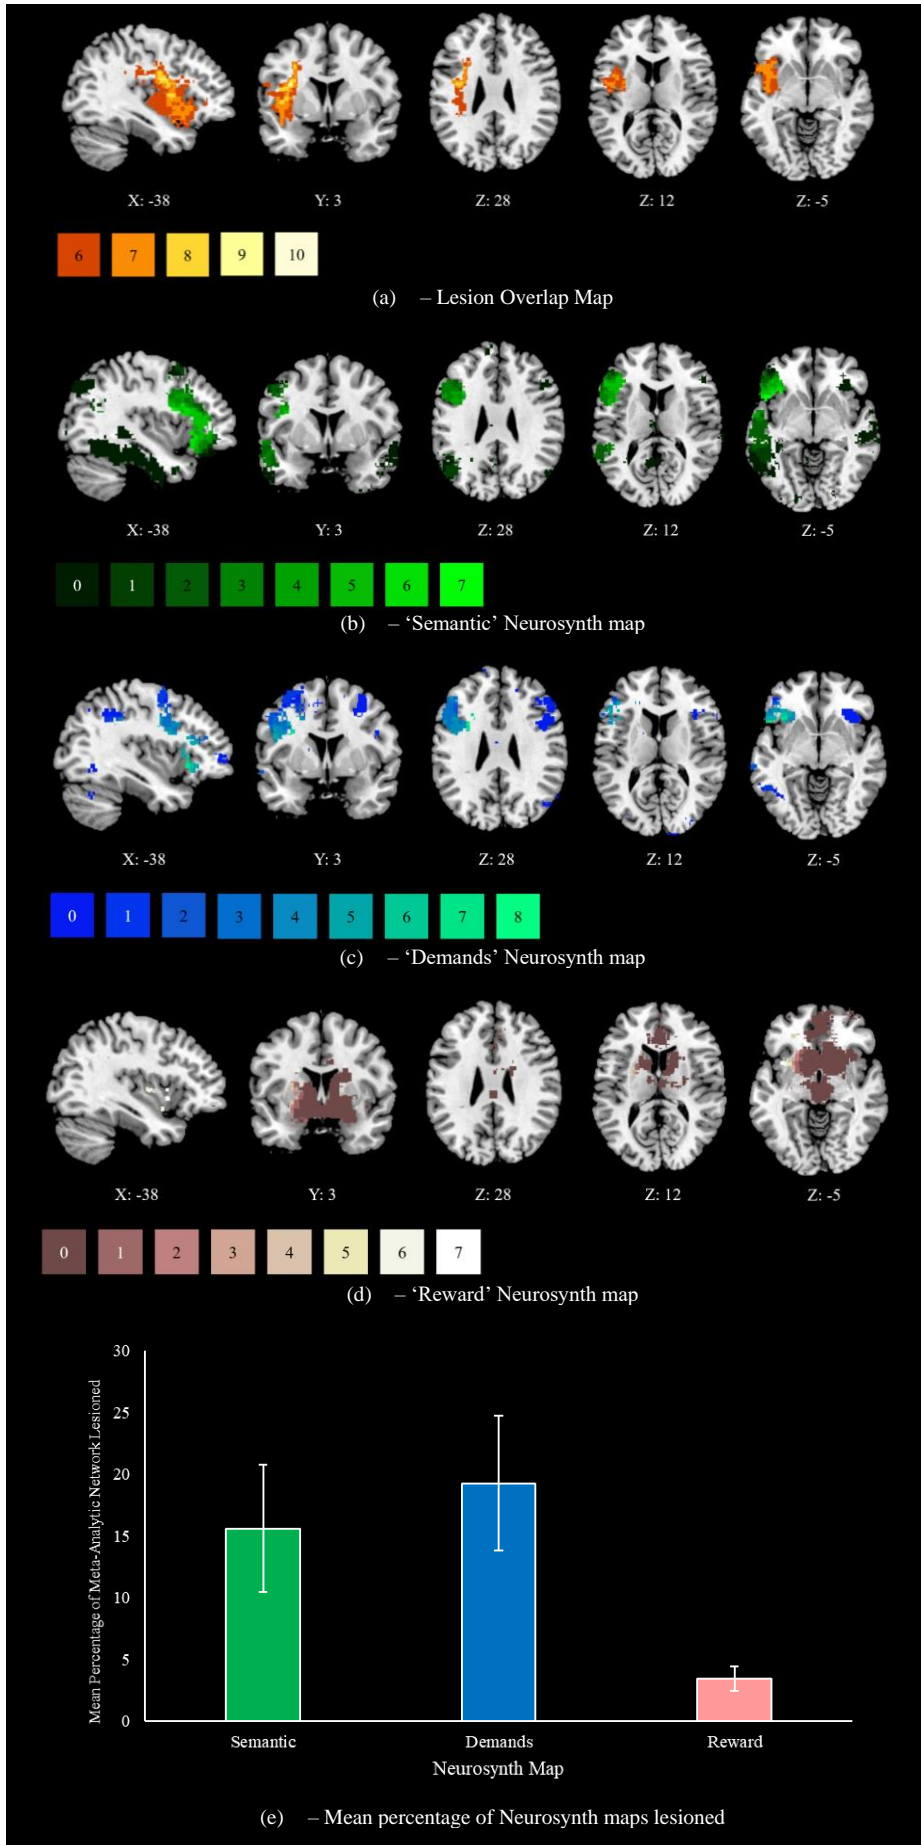 X: -38 Y: 3 Z: 28 Z: 12 Z: -5
6 7 8 9 10
(a) – Lesion Overlap Map
X: -38 Y: 3 Z: 28 Z: 12 Z: -5
0 1 2 3 4 5 6 7
(b) – ‘Semantic’ Neurosynth map
X: -38 Y: 3 Z: 28 Z: 12 Z: -5
0 1 2 3 4 5 6 7 8
(c) – ‘Demands’ Neurosynth map
X: -38 Y: 3 Z: 28 Z: 12 Z: -5
0 1 2 3 4 5 6 7
(d) – ‘Reward’ Neurosynth map
Mean Percentage of Meta-Analytic Network Lesioned
30
25
20
15
10
5
0
Semantic Demands Reward
Neurosynth Map
(e) – Mean percentage of Neurosynth maps lesioned